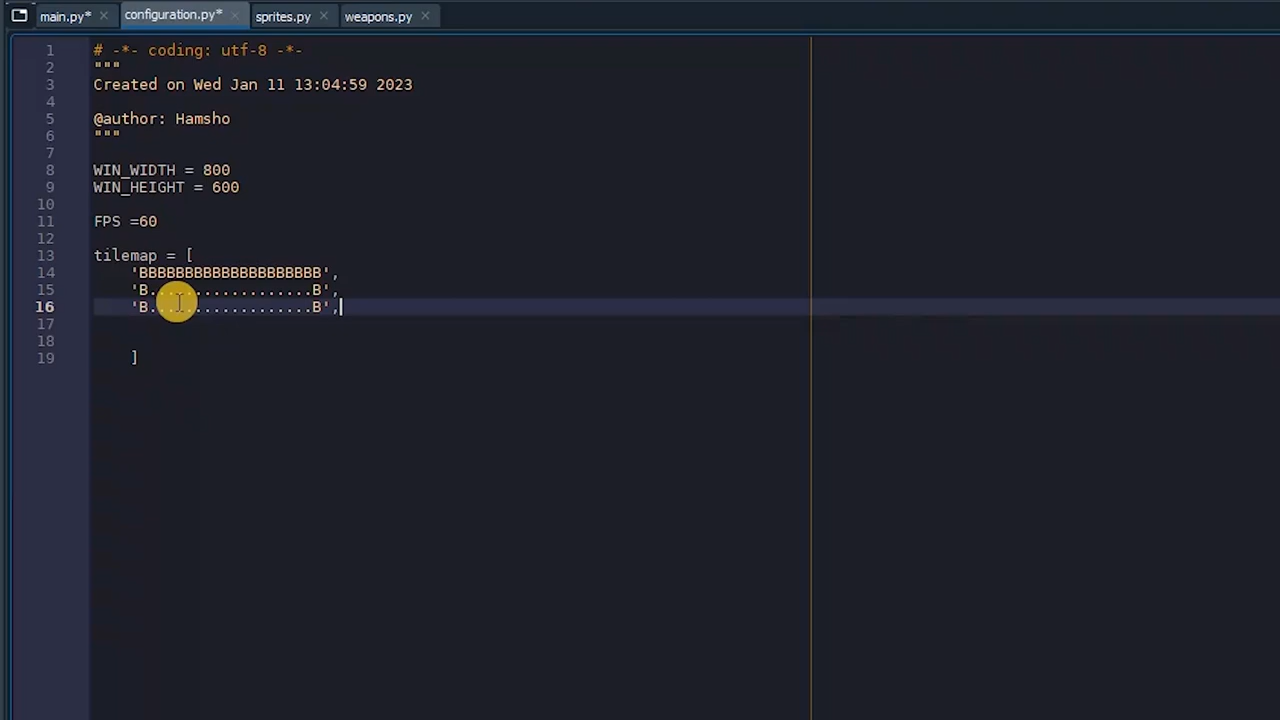 main.py*
configuration.py*
sprites.py
weapons.py
1 # -*- coding: utf-8 -*-
2 """
3 Created on Wed Jan 11 13:04:59 2023
4
5 @author: Hamsho
6 """
7
8 WIN_WIDTH = 800
9 WIN_HEIGHT = 600
10
11 FPS =60
12
13 tilemap = [
14 'BBBBBBBBBBBBBBBBBBBB',
15 'B..................B',
16 'B..................B',
17
18
19 ]